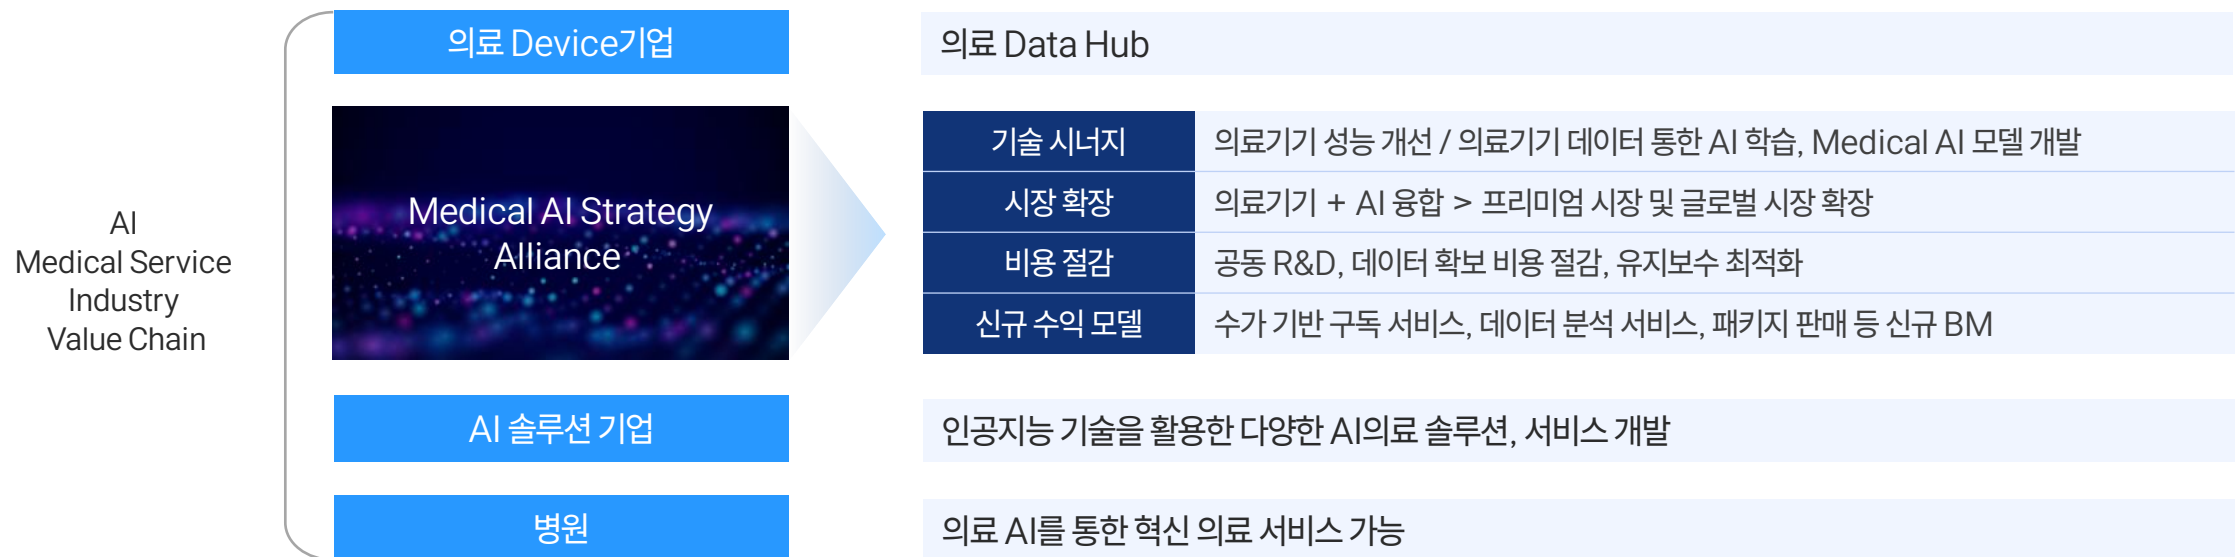 AI
Medical Service
Industry
Value Chain
의료 Device기업
의료 Data Hub
Medical AI Strategy
Alliance
기술 시너지
의료기기 성능 개선 / 의료기기 데이터 통한 AI 학습, Medical AI 모델 개발
시장 확장
의료기기 + AI 융합 > 프리미엄 시장 및 글로벌 시장 확장
비용 절감
공동 R&D, 데이터 확보 비용 절감, 유지보수 최적화
신규 수익 모델
수가 기반 구독 서비스, 데이터 분석 서비스, 패키지 판매 등 신규 BM
AI 솔루션 기업
인공지능 기술을 활용한 다양한 AI의료 솔루션, 서비스 개발
병원
의료 AI를 통한 혁신 의료 서비스 가능